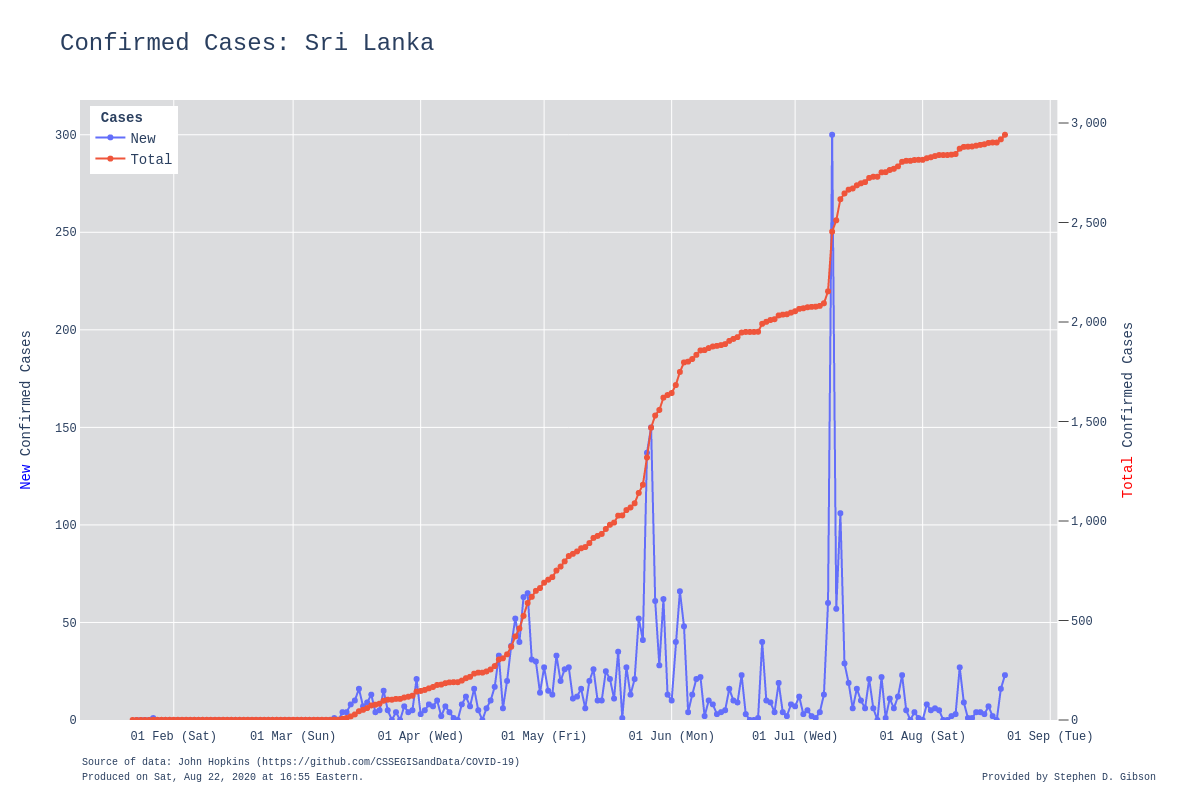 Confirmed Cases: Sri Lanka
Cases
New
Total
300
250
200
150
100
50
0
3,000
2,500
2,000
1,500
1,000
500
0
New Confirmed Cases
Total Confirmed Cases
01 Feb (Sat) 01 Mar (Sun) 01 Apr (Wed) 01 May (Fri) 01 Jun (Mon) 01 Jul (Wed) 01 Aug (Sat) 01 Sep (Tue)
Source of data: John Hopkins (https://github.com/CSSEGISandData/COVID-19)
Produced on Sat, Aug 22, 2020 at 16:55 Eastern.
Provided by Stephen D. Gibson